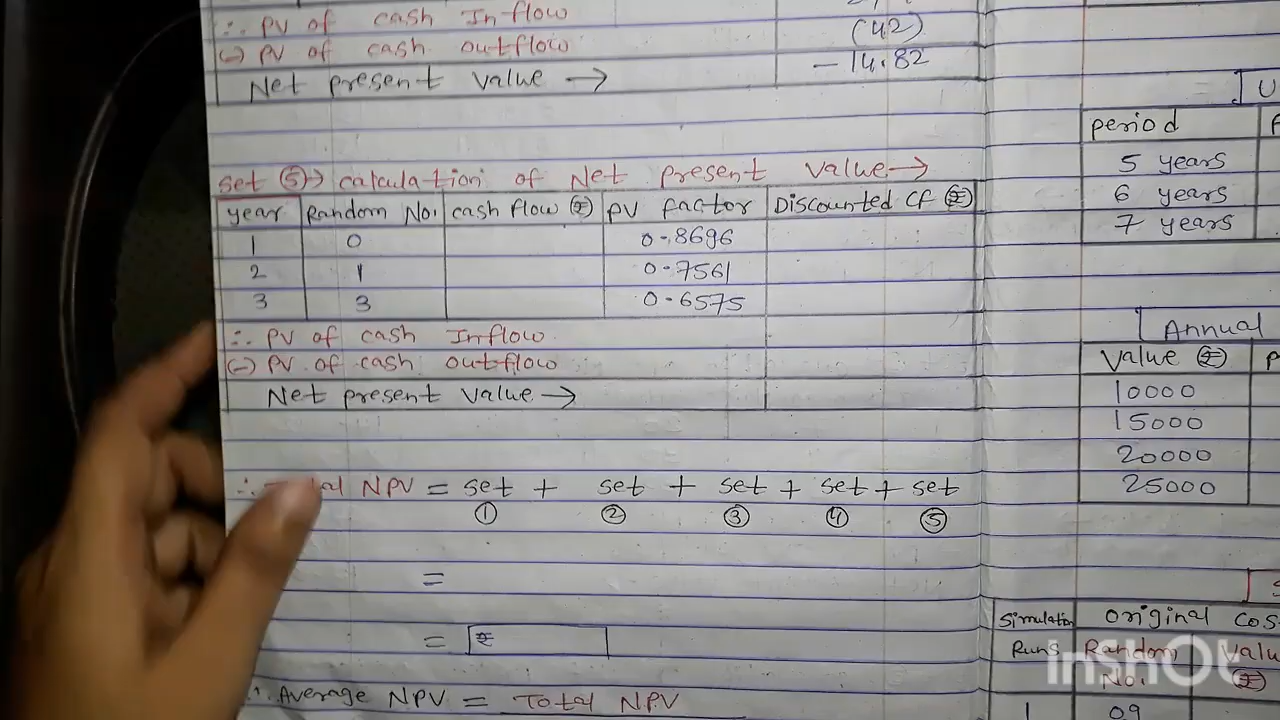 ∴ PV of cash Inflow
(-) PV of cash outflow (42)
Net present value → -14.82
Set ⑤→ calculation of Net present value→
year Random No. cash flow (₹) PV factor Discounted CF (₹)
1 0 0.8696
2 1 0.7561
3 3 0.6575
∴ PV of cash Inflow
(-) PV of cash outflow
Net present value →
∴ NPV = set + set + set + set + set
① ② ③ ④ ⑤
=
= ₹
∴ Average NPV = Total NPV
period
5 years
6 years
7 years
Annual
Value (₹)
10000
15000
20000
25000
Simulation original
Runs Random
No. (₹)
1 09
InShOt